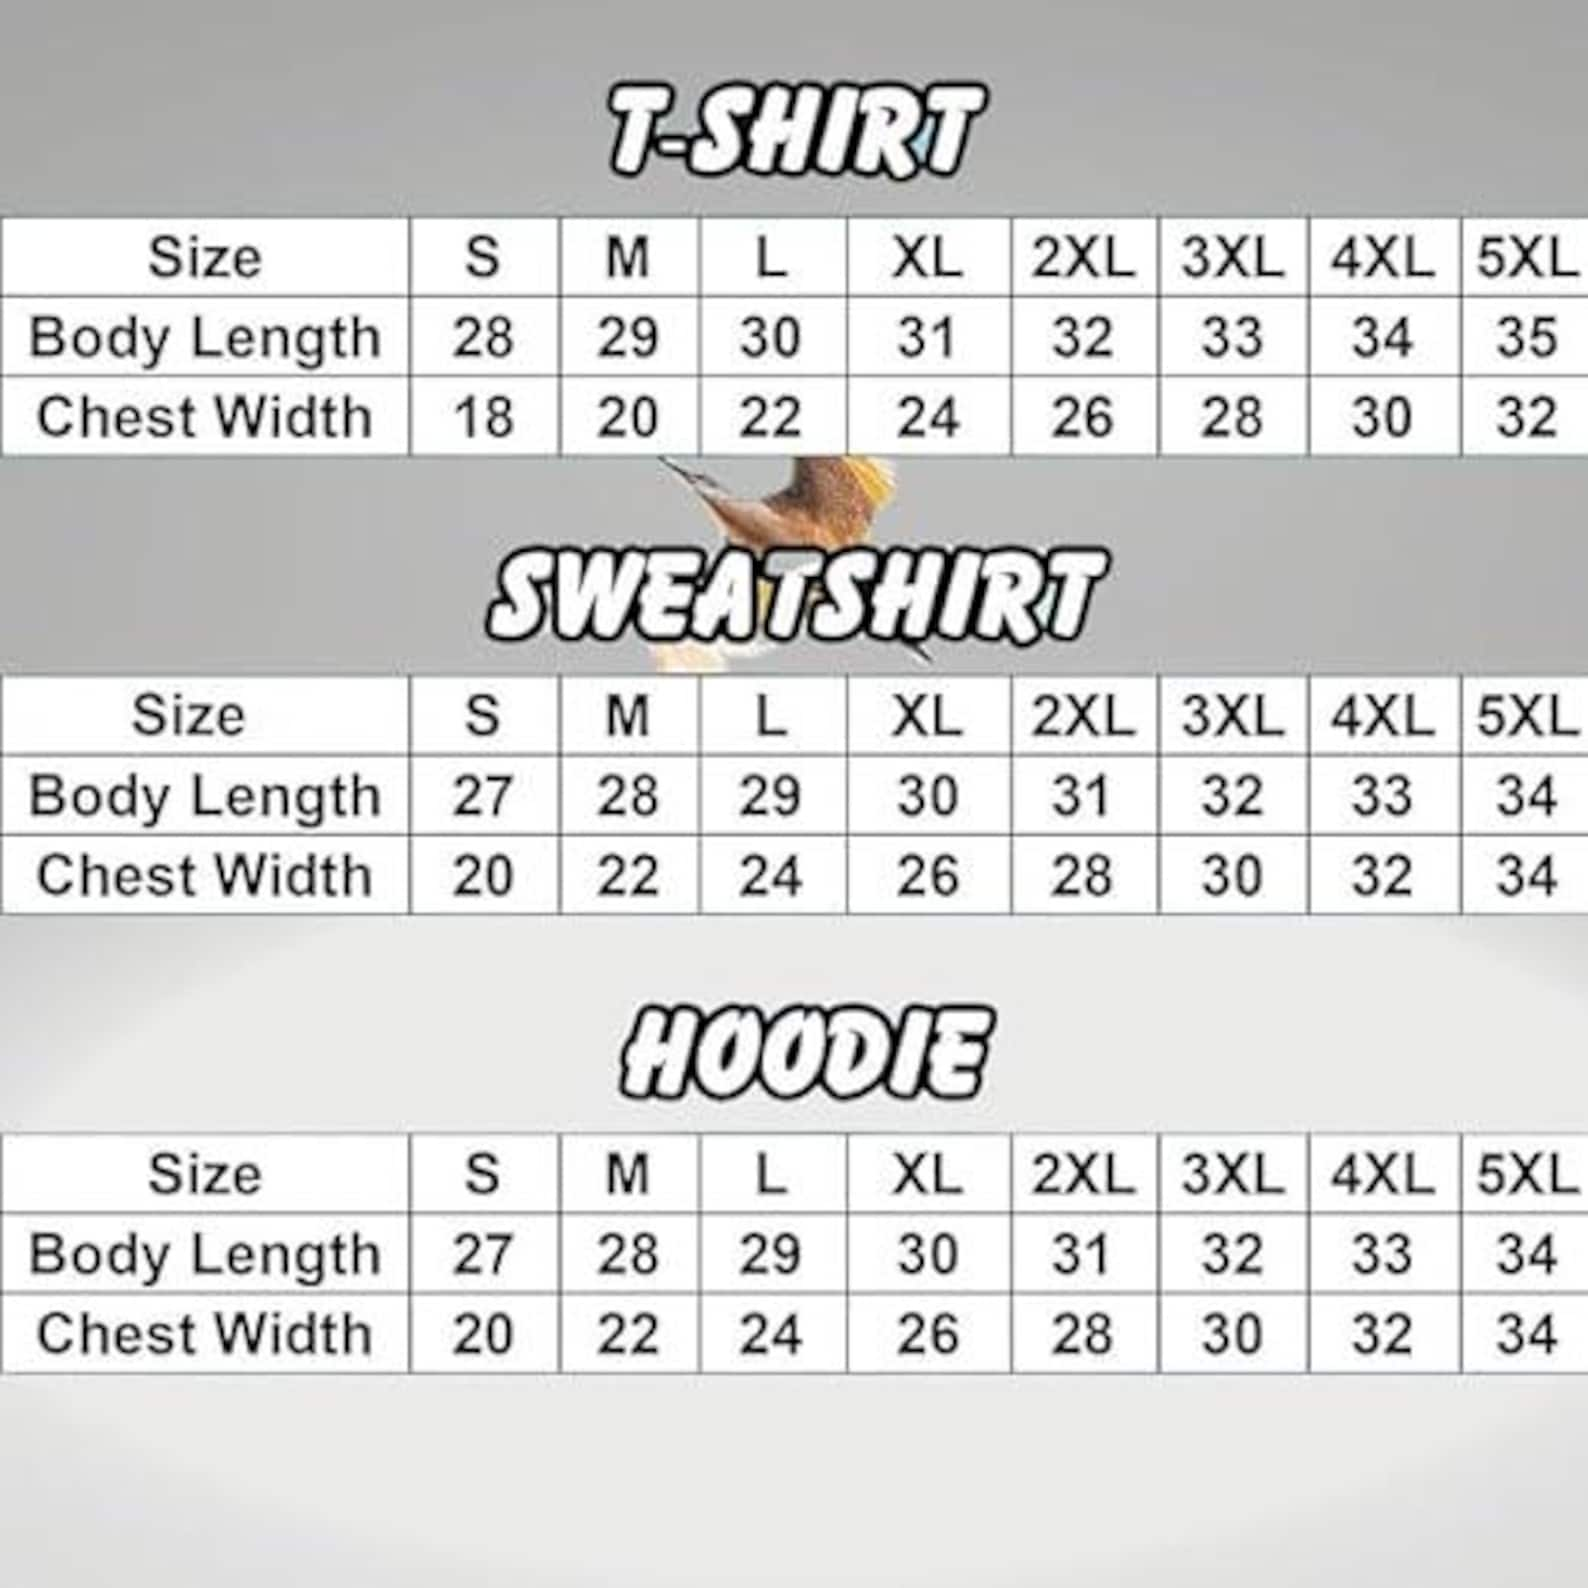 T-SHIRT
Size S M L XL 2XL 3XL 4XL 5XL
Body Length 28 29 30 31 32 33 34 35
Chest Width 18 20 22 24 26 28 30 32
SWEATSHIRT
Size S M L XL 2XL 3XL 4XL 5XL
Body Length 27 28 29 30 31 32 33 34
Chest Width 20 22 24 26 28 30 32 34
HOODIE
Size S M L XL 2XL 3XL 4XL 5XL
Body Length 27 28 29 30 31 32 33 34
Chest Width 20 22 24 26 28 30 32 34